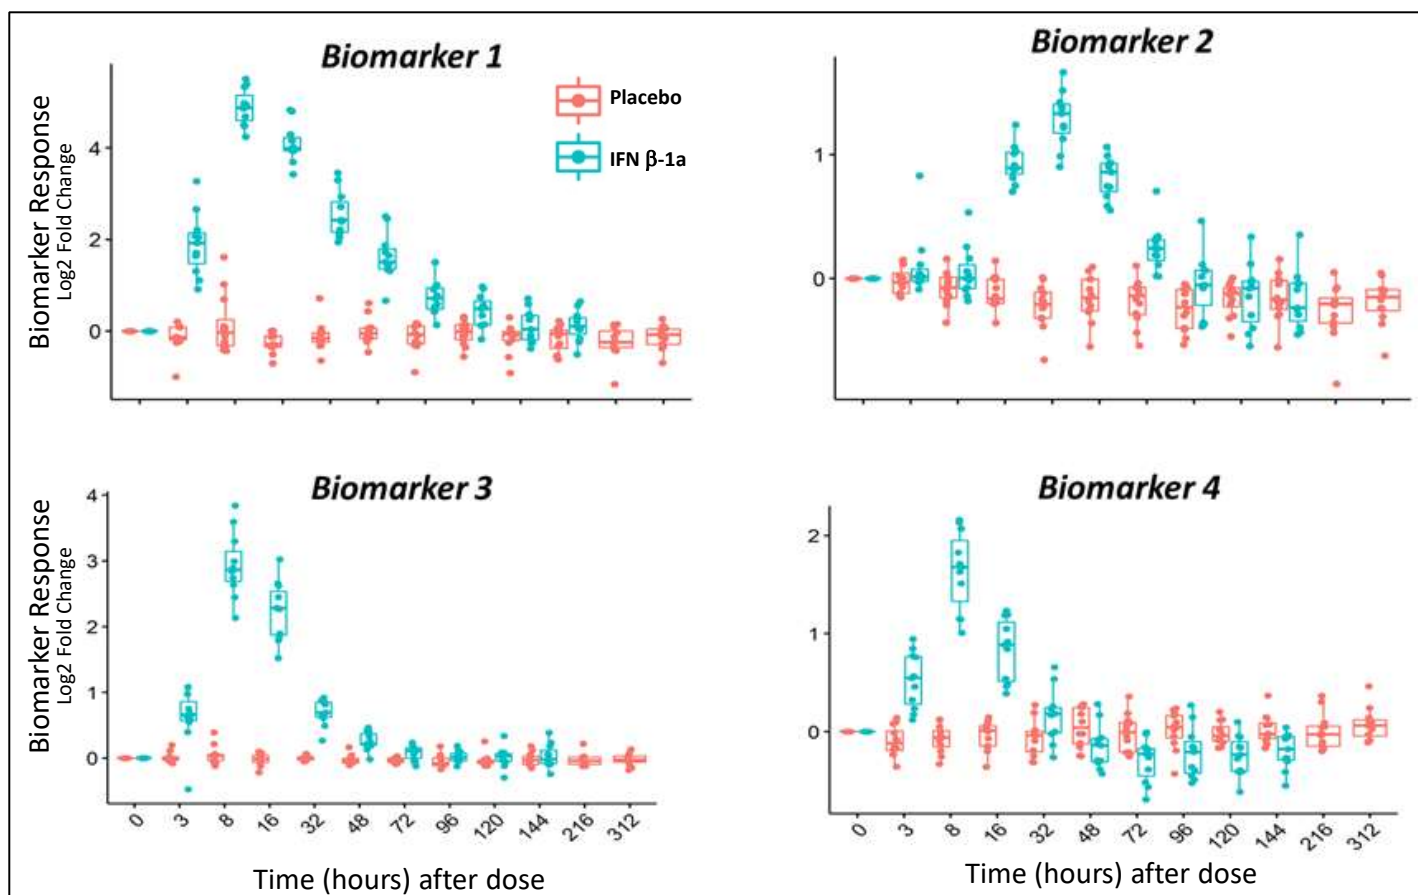 Biomarker 1
Biomarker 2
Placebo
IFN β-1a
Biomarker Response
Log2 Fold Change
4
2
0
1
0
Biomarker 3
Biomarker 4
Biomarker Response
Log2 Fold Change
4
3
2
1
0
2
1
0
0 3 8 16 32 48 72 96 120 144 216 312
0 3 8 16 32 48 72 96 120 144 216 312
Time (hours) after dose
Time (hours) after dose